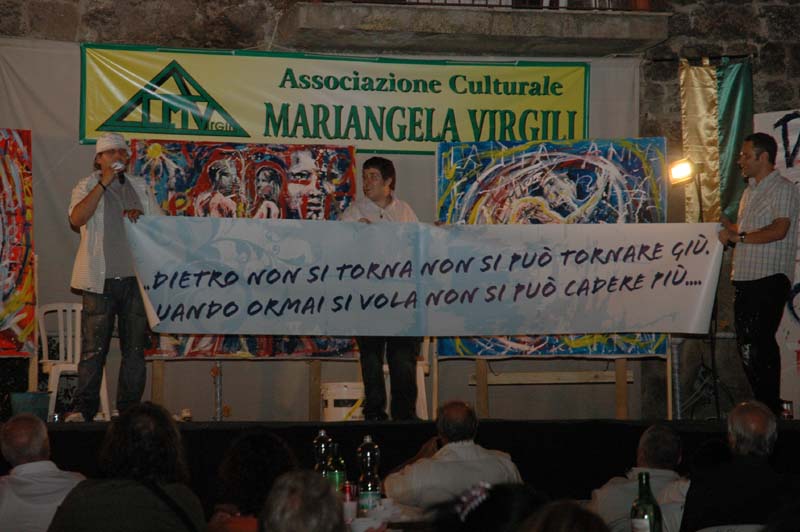 Associazione Culturale
MARIANGELA VIRGILI
..DIETRO NON SI TORNA NON SI PUÒ TORNARE GIÙ.
QUANDO ORMAI SI VOLA NON SI PUÒ CADERE PIÙ....